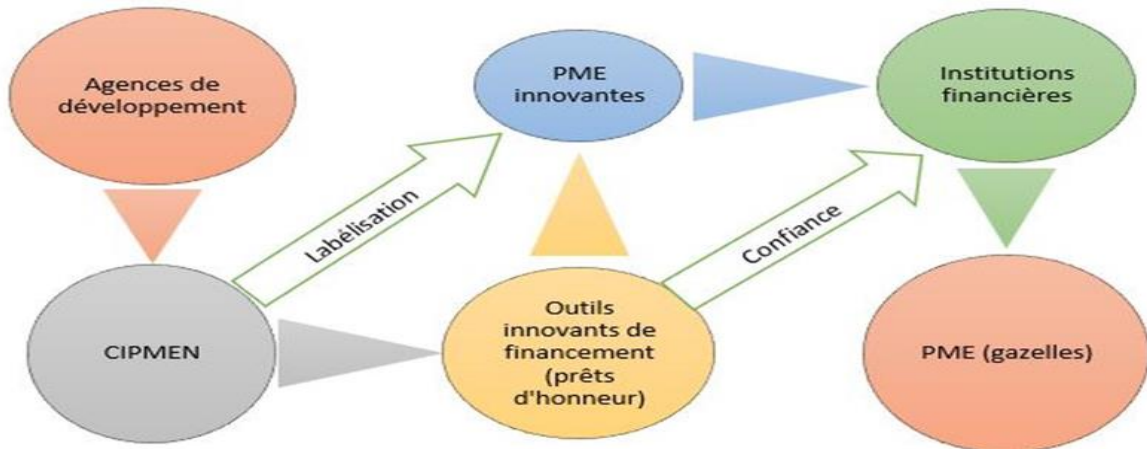 Agences de
développement
PME
innovantes
Institutions
financières
Labélisation
Confiance
CIPMEN
Outils
innovants de
financement
(prêts
d'honneur)
PME (gazelles)